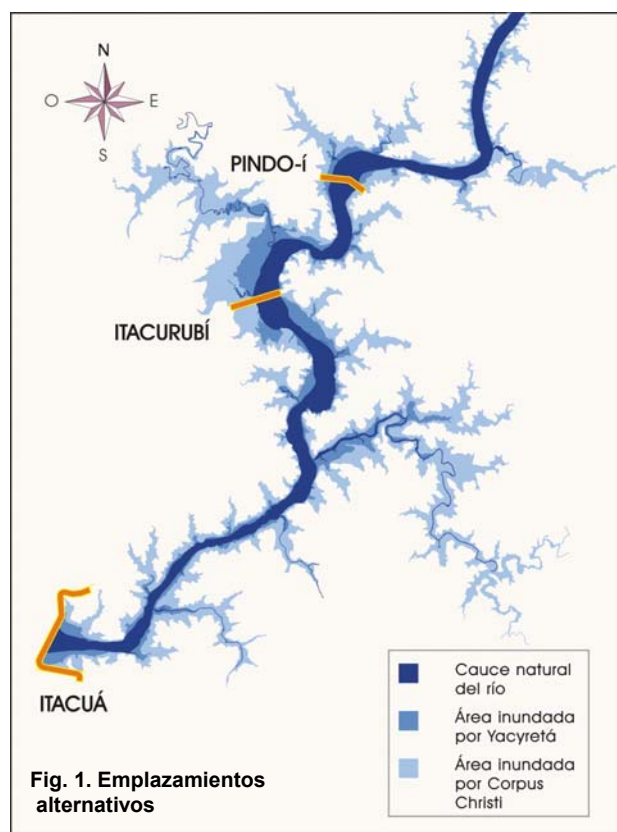 N
O
E
S
PINDO-í
ITACURUBÍ
ITACUÁ
Cauce natural
del río
Área inundada
por Yacyretá
Área inundada
por Corpus
Christi
Fig. 1. Emplazamientos
alternativos